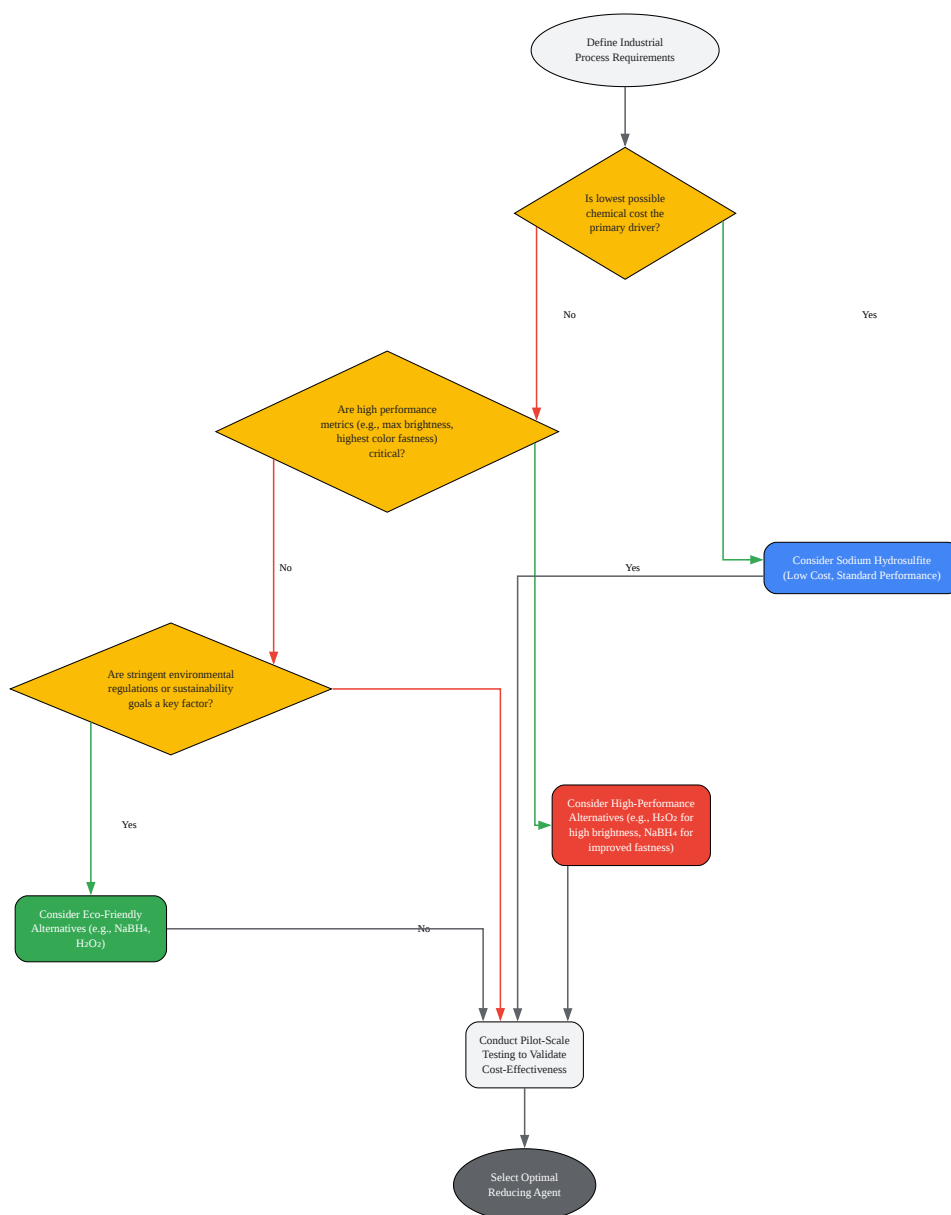 Define Industrial
Process Requirements
Is lowest possible
chemical cost the
primary driver?
No
Yes
Are high performance
metrics (e.g., max brightness,
highest color fastness)
critical?
Consider Sodium Hydrosulfite
(Low Cost, Standard Performance)
No
Yes
Are stringent environmental
regulations or sustainability
goals a key factor?
Consider High-Performance
Alternatives (e.g., H₂O₂ for
high brightness, NaBH₄ for
improved fastness)
Yes
Consider Eco-Friendly
Alternatives (e.g., NaBH₄,
H₂O₂)
No
Conduct Pilot-Scale
Testing to Validate
Cost-Effectiveness
Select Optimal
Reducing Agent